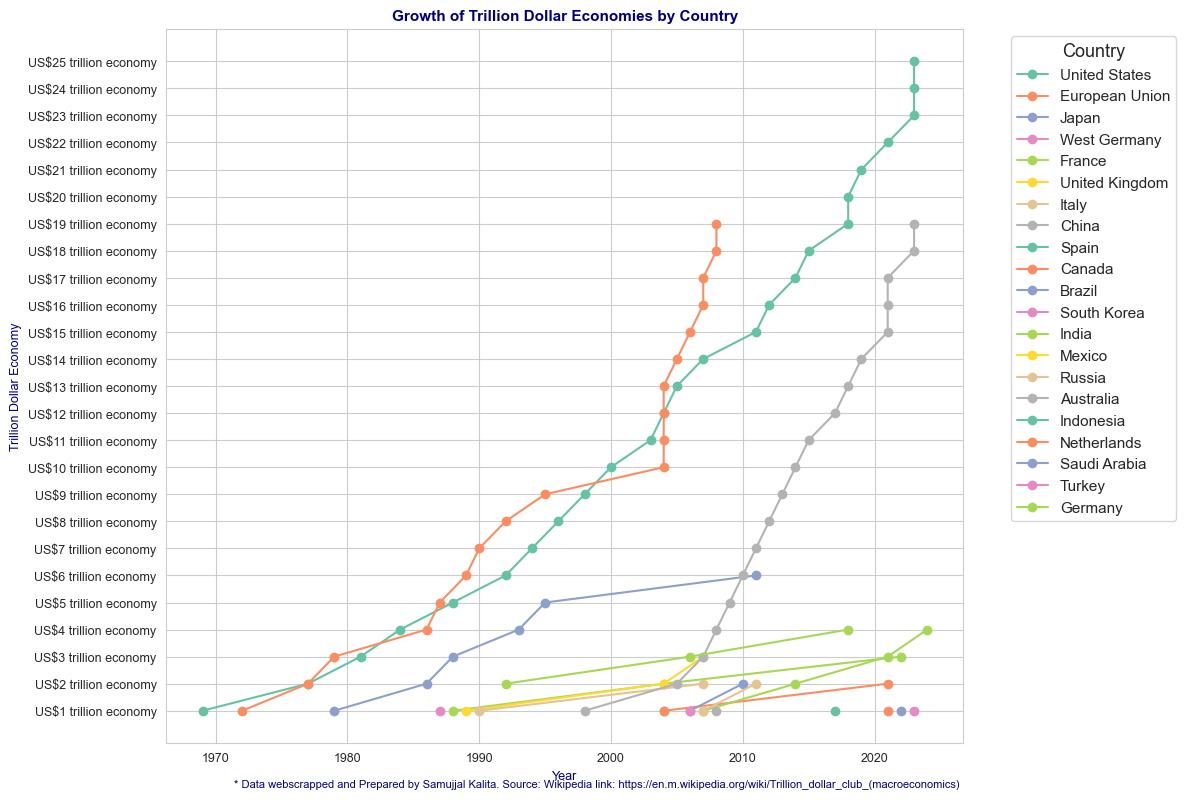 Growth of Trillion Dollar Economies by Country
US$25 trillion economy
US$24 trillion economy
US$23 trillion economy
US$22 trillion economy
US$21 trillion economy
US$20 trillion economy
US$19 trillion economy
US$18 trillion economy
US$17 trillion economy
US$16 trillion economy
US$15 trillion economy
US$14 trillion economy
US$13 trillion economy
US$12 trillion economy
US$11 trillion economy
US$10 trillion economy
US$9 trillion economy
US$8 trillion economy
US$7 trillion economy
US$6 trillion economy
US$5 trillion economy
US$4 trillion economy
US$3 trillion economy
US$2 trillion economy
US$1 trillion economy
Trillion Dollar Economy
1970 1980 1990 2000 2010 2020
Year
* Data webscrapped and Prepared by Samujjal Kalita. Source: Wikipedia link: https://en.m.wikipedia.org/wiki/Trillion_dollar_club_(macroeconomics)
Country
United States
European Union
Japan
West Germany
France
United Kingdom
Italy
China
Spain
Canada
Brazil
South Korea
India
Mexico
Russia
Australia
Indonesia
Netherlands
Saudi Arabia
Turkey
Germany